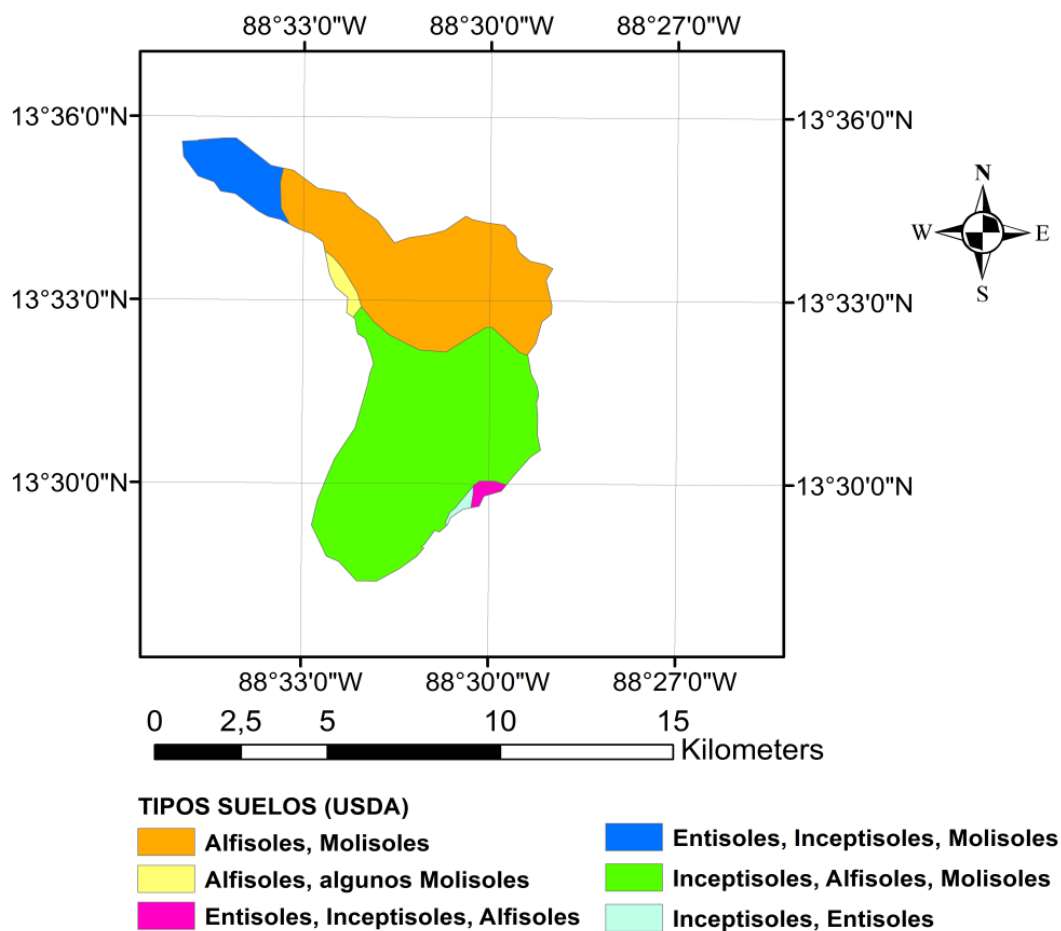 88°33'0"W 88°30'0"W 88°27'0"W
13°36'0"N 13°36'0"N
N
W E
S
13°33'0"N 13°33'0"N
13°30'0"N 13°30'0"N
88°33'0"W 88°30'0"W 88°27'0"W
0 2,5 5 10 15
Kilometers
TIPOS SUELOS (USDA)
Alfisoles, Molisoles
Alfisoles, algunos Molisoles
Entisoles, Inceptisoles, Alfisoles
Entisoles, Inceptisoles, Molisoles
Inceptisoles, Alfisoles, Molisoles
Inceptisoles, Entisoles